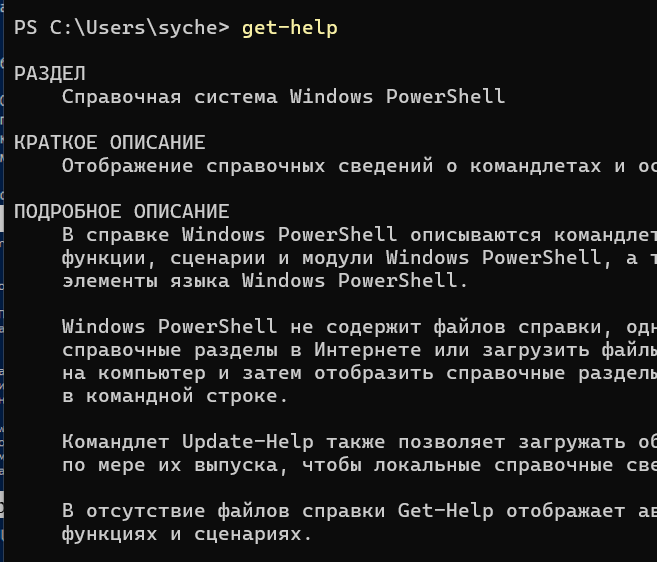 PS C:\Users\syche> get-help
РАЗДЕЛ
Справочная система Windows PowerShell
КРАТКОЕ ОПИСАНИЕ
Отображение справочных сведений о командлетах и ос
ПОДРОБНОЕ ОПИСАНИЕ
В справке Windows PowerShell описываются командлет
функции, сценарии и модули Windows PowerShell, а т
элементы языка Windows PowerShell.
Windows PowerShell не содержит файлов справки, одн
справочные разделы в Интернете или загрузить файлы
на компьютер и затем отобразить справочные разделы
в командной строке.
Командлет Update-Help также позволяет загружать об
по мере их выпуска, чтобы локальные справочные све
В отсутствие файлов справки Get-Help отображает ав
функциях и сценариях.